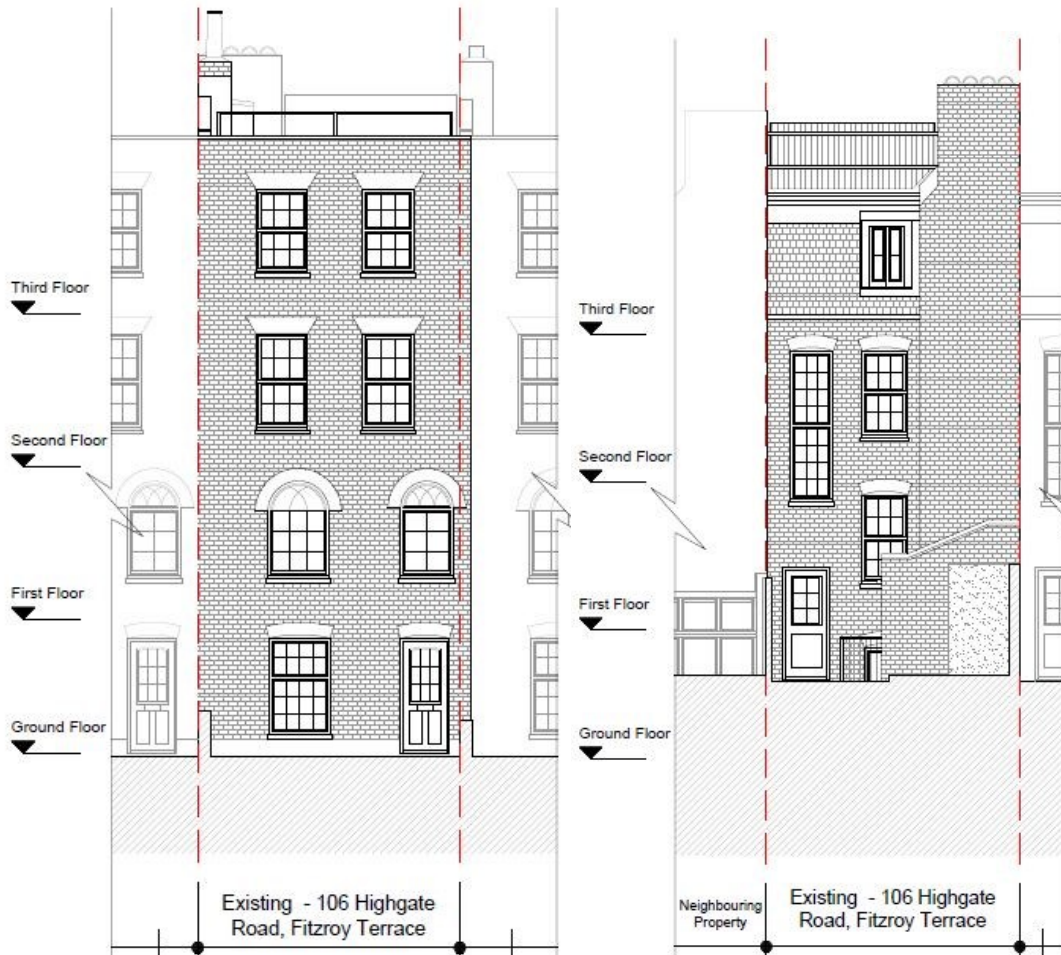 Third Floor
Second Floor
First Floor
Ground Floor
Existing - 106 Highgate
Road, Fitzroy Terrace
Third Floor
Second Floor
First Floor
Ground Floor
Neighbouring
Property
Existing - 106 Highgate
Road, Fitzroy Terrace